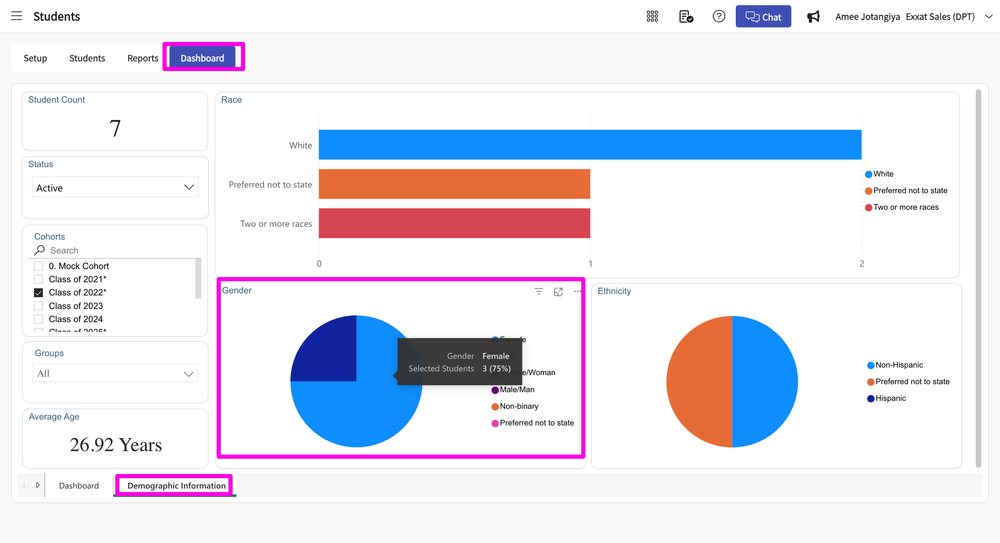 Students
Chat
Amee Jotangiya Exxat Sales (DPT)
Setup
Students
Reports
Dashboard
Student Count
7
Status
Active
Cohorts
Search
0. Mock Cohort
Class of 2021*
Class of 2022*
Class of 2023
Class of 2024
Class of 2025*
Groups
All
Average Age
26.92 Years
Race
White
Preferred not to state
Two or more races
0
1
2
White
Preferred not to state
Two or more races
Gender
Gender Female
Selected Students 3 (75%)
Female
Male/Man
Non-binary
Preferred not to state
Ethnicity
Non-Hispanic
Preferred not to state
Hispanic
Dashboard
Demographic Information